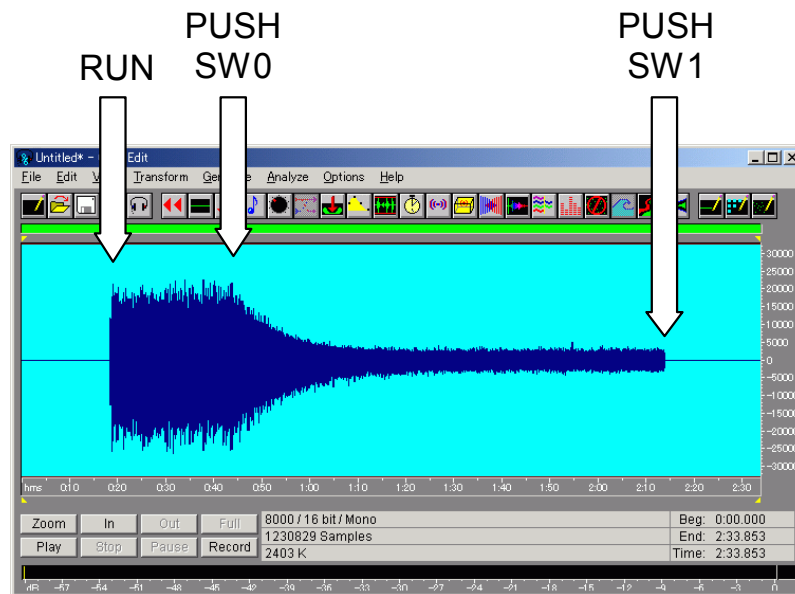 PUSH
SW0
PUSH
SW1
RUN
Untitled* - Edit
File Edit V Transform Generate Analyze Options Help
30000
25000
20000
15000
10000
5000
0
-5000
-10000
-15000
-20000
-25000
-30000
hms 0:10 0:20 0:30 0:40 0:50 1:00 1:10 1:20 1:30 1:40 1:50 2:00 2:10 2:20 2:30
Zoom In Out Full
Play Stop Pause Record
8000 / 16 bit / Mono
1230829 Samples
2403 K
Beg: 0:00.000
End: 2:33.853
Time: 2:33.853
dB -57 -54 -51 -48 -45 -42 -39 -36 -33 -30 -27 -24 -21 -18 -15 -12 -9 -6 -3 0